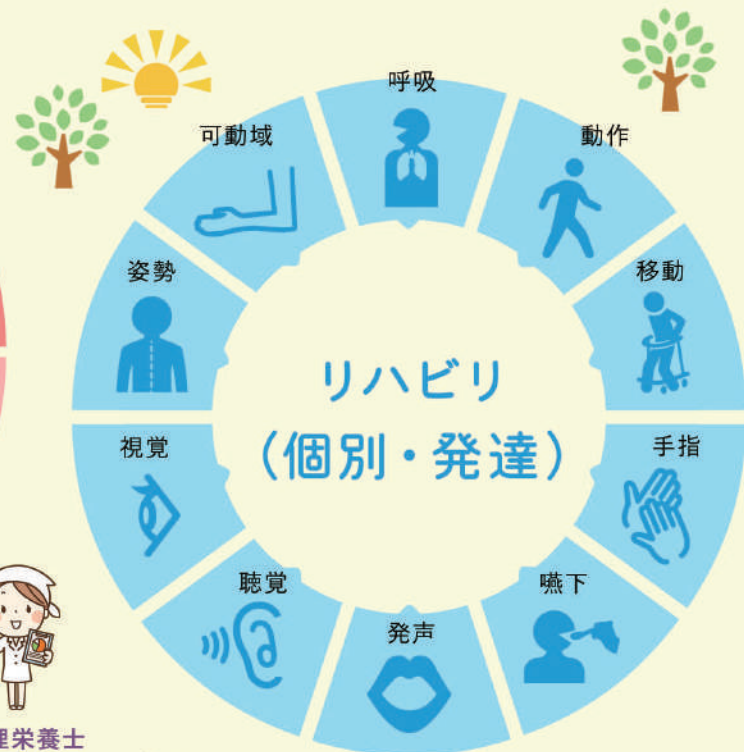 呼吸
動作
可動域
移動
姿勢
リハビリ
（個別・発達）
視覚
手指
聴覚
嚥下
発声
理栄養士